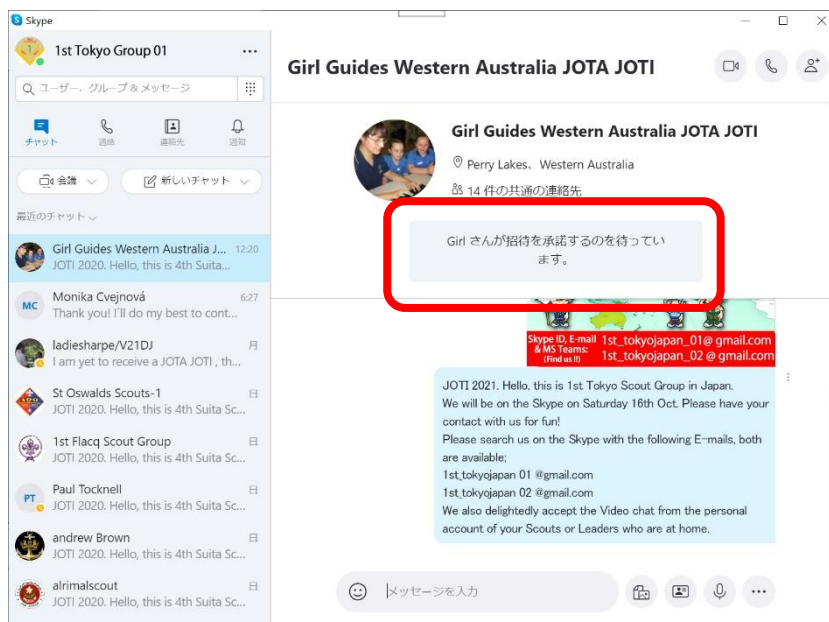 Skype
1st Tokyo Group 01
ユーザー、グループ & メッセージ
チャット
通話
連絡先
通知
会議
新しいチャット
最近のチャット
Girl Guides Western Australia J... 12:20
JOTI 2020. Hello, this is 4th Suita...
MC
Monika Cvejnová 6:27
Thank you! I'll do my best to cont...
ladiesharpe/V21DJ 月
I am yet to receive a JOTA JOTI , th...
St Oswalds Scouts-1 日
JOTI 2020. Hello, this is 4th Suita Sc...
1st Flacq Scout Group 日
JOTI 2020. Hello, this is 4th Suita Sc...
PT
Paul Tocknell 日
JOTI 2020. Hello, this is 4th Suita Sc...
andrew Brown 日
JOTI 2020. Hello, this is 4th Suita Sc...
alrimalscout 日
JOTI 2020. Hello, this is 4th Suita Sc...
Girl Guides Western Australia JOTA JOTI
Girl Guides Western Australia JOTA JOTI
Perry Lakes、Western Australia
14 件の共通の連絡先
Girl さんが招待を承諾するのを待ってい
ます。
Skype ID, E-mail 1st_tokyojapan_01@ gmail.com
& MS Teams:
(Find us !!) 1st_tokyojapan_02 @ gmail.com
JOTI 2021. Hello, this is 1st Tokyo Scout Group in Japan.
We will be on the Skype on Saturday 16th Oct. Please have your
contact with us for fun!
Please search us on the Skype with the following E-mails, both
are available;
1st_tokyojapan 01 @gmail.com
1st_tokyojapan 02 @gmail.com
We also delightedly accept the Video chat from the personal
account of your Scouts or Leaders who are at home.
メッセージを入力